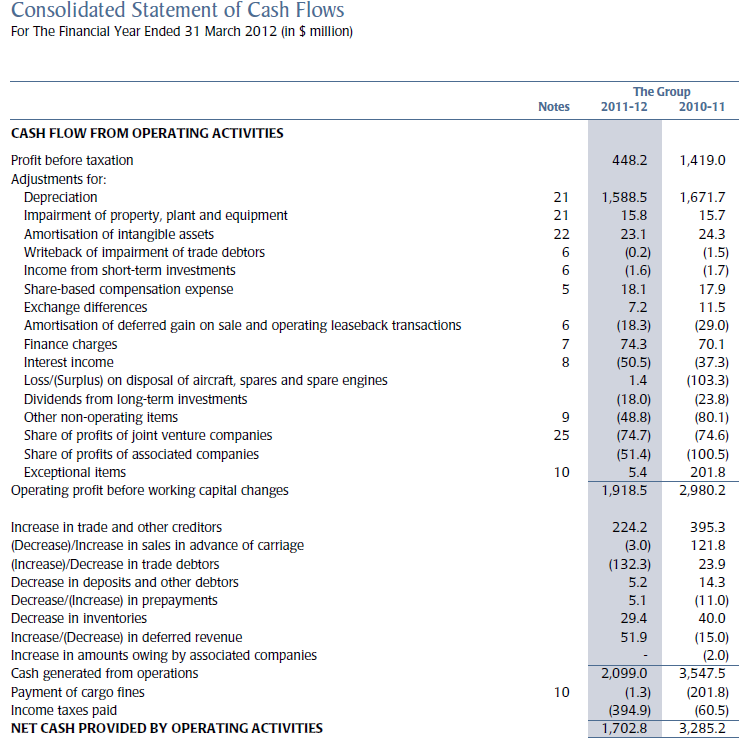 Consolidated Statement of Cash Flows
For The Financial Year Ended 31 March 2012 (in $ million)
The Group
Notes 2011-12 2010-11
CASH FLOW FROM OPERATING ACTIVITIES
Profit before taxation 448.2 1,419.0
Adjustments for:
Depreciation 21 1,588.5 1,671.7
Impairment of property, plant and equipment 21 15.8 15.7
Amortisation of intangible assets 22 23.1 24.3
Writeback of impairment of trade debtors 6 (0.2) (1.5)
Income from short-term investments 6 (1.6) (1.7)
Share-based compensation expense 5 18.1 17.9
Exchange differences 7.2 11.5
Amortisation of deferred gain on sale and operating leaseback transactions 6 (18.3) (29.0)
Finance charges 7 74.3 70.1
Interest income 8 (50.5) (37.3)
Loss/(Surplus) on disposal of aircraft, spares and spare engines 1.4 (103.3)
Dividends from long-term investments (18.0) (23.8)
Other non-operating items 9 (48.8) (80.1)
Share of profits of joint venture companies 25 (74.7) (74.6)
Share of profits of associated companies (51.4) (100.5)
Exceptional items 10 5.4 201.8
Operating profit before working capital changes 1,918.5 2,980.2
Increase in trade and other creditors 224.2 395.3
(Decrease)/Increase in sales in advance of carriage (3.0) 121.8
(Increase)/Decrease in trade debtors (132.3) 23.9
Decrease in deposits and other debtors 5.2 14.3
Decrease/(Increase) in prepayments 5.1 (11.0)
Decrease in inventories 29.4 40.0
Increase/(Decrease) in deferred revenue 51.9 (15.0)
Increase in amounts owing by associated companies - (2.0)
Cash generated from operations 2,099.0 3,547.5
Payment of cargo fines 10 (1.3) (201.8)
Income taxes paid (394.9) (60.5)
NET CASH PROVIDED BY OPERATING ACTIVITIES 1,702.8 3,285.2